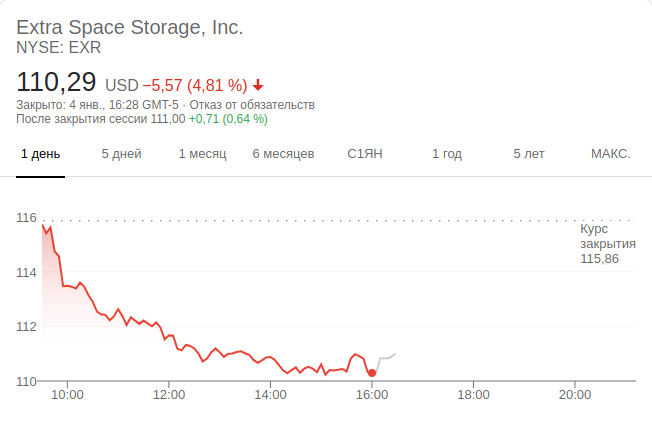 Extra Space Storage, Inc.
NYSE: EXR
110,29 USD −5,57 (4,81 %)
Закрыто: 4 янв., 16:28 GMT-5 · Отказ от обязательств
После закрытия сессии 111,00 +0,71 (0,64 %)
1 день 5 дней 1 месяц 6 месяцев С1ЯН 1 год 5 лет МАКС.
116
Курс
закрытия
115,86
114
112
110
10:00 12:00 14:00 16:00 18:00 20:00